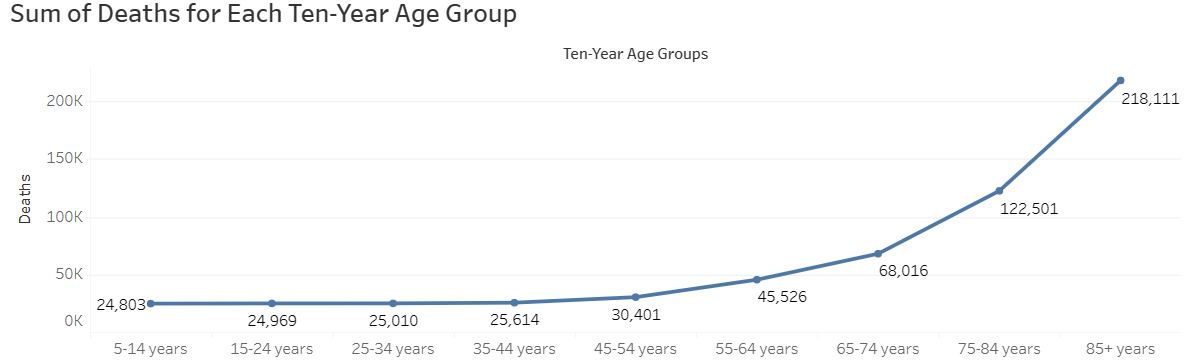 Sum of Deaths for Each Ten-Year Age Group
Ten-Year Age Groups
200K
150K
100K
50K
0K
Deaths
24,803
24,969
25,010
25,614
30,401
45,526
68,016
122,501
218,111
5-14 years
15-24 years
25-34 years
35-44 years
45-54 years
55-64 years
65-74 years
75-84 years
85+ years